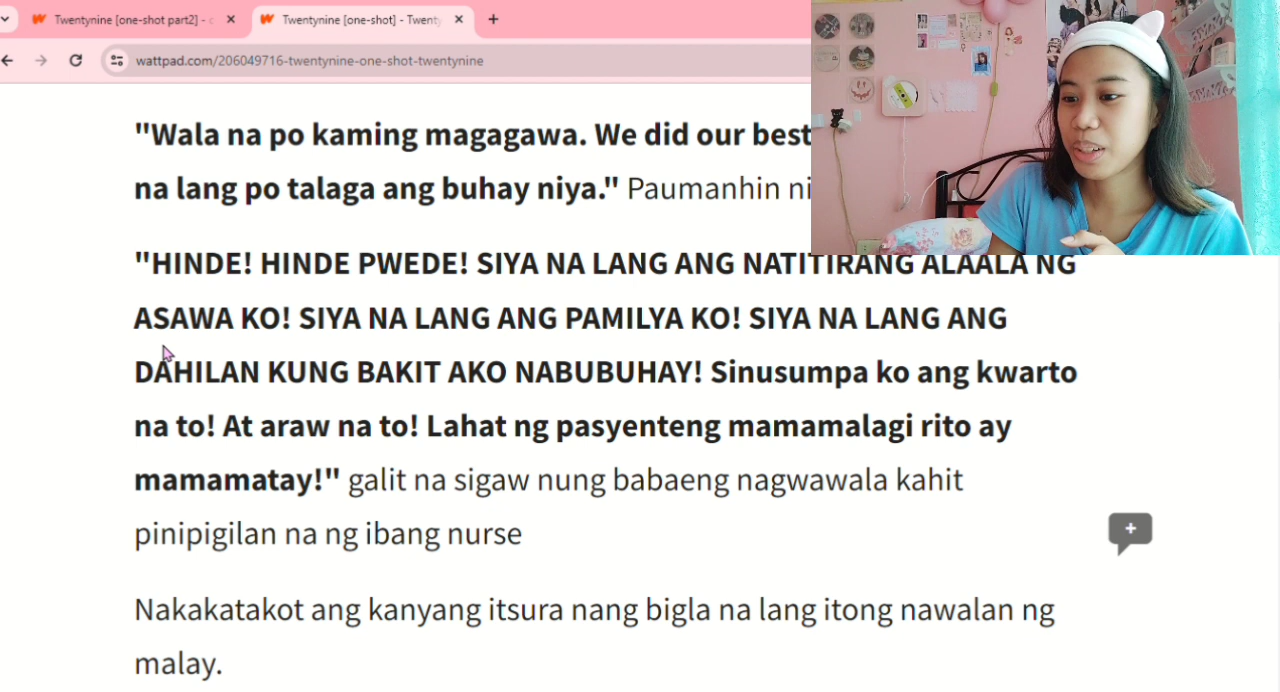 Twentynine [one-shot part2] -
Twentynine [one-shot] - Twenty
wattpad.com/206049716-twentynine-one-shot-twentynine
"Wala na po kaming magagawa. We did our best
na lang po talaga ang buhay niya." Paumanhin ni
"HINDE! HINDE PWEDE! SIYA NA LANG ANG NATITIRANG ALAALA NG
ASAWA KO! SIYA NA LANG ANG PAMILYA KO! SIYA NA LANG ANG
DAHILAN KUNG BAKIT AKO NABUBUHAY! Sinusumpa ko ang kwarto
na to! At araw na to! Lahat ng pasyenteng mamamalagi rito ay
mamamatay!" galit na sigaw nung babaeng nagwawala kahit
pinipigilan na ng ibang nurse
Nakakatakot ang kanyang itsura nang bigla na lang itong nawalan ng
malay.